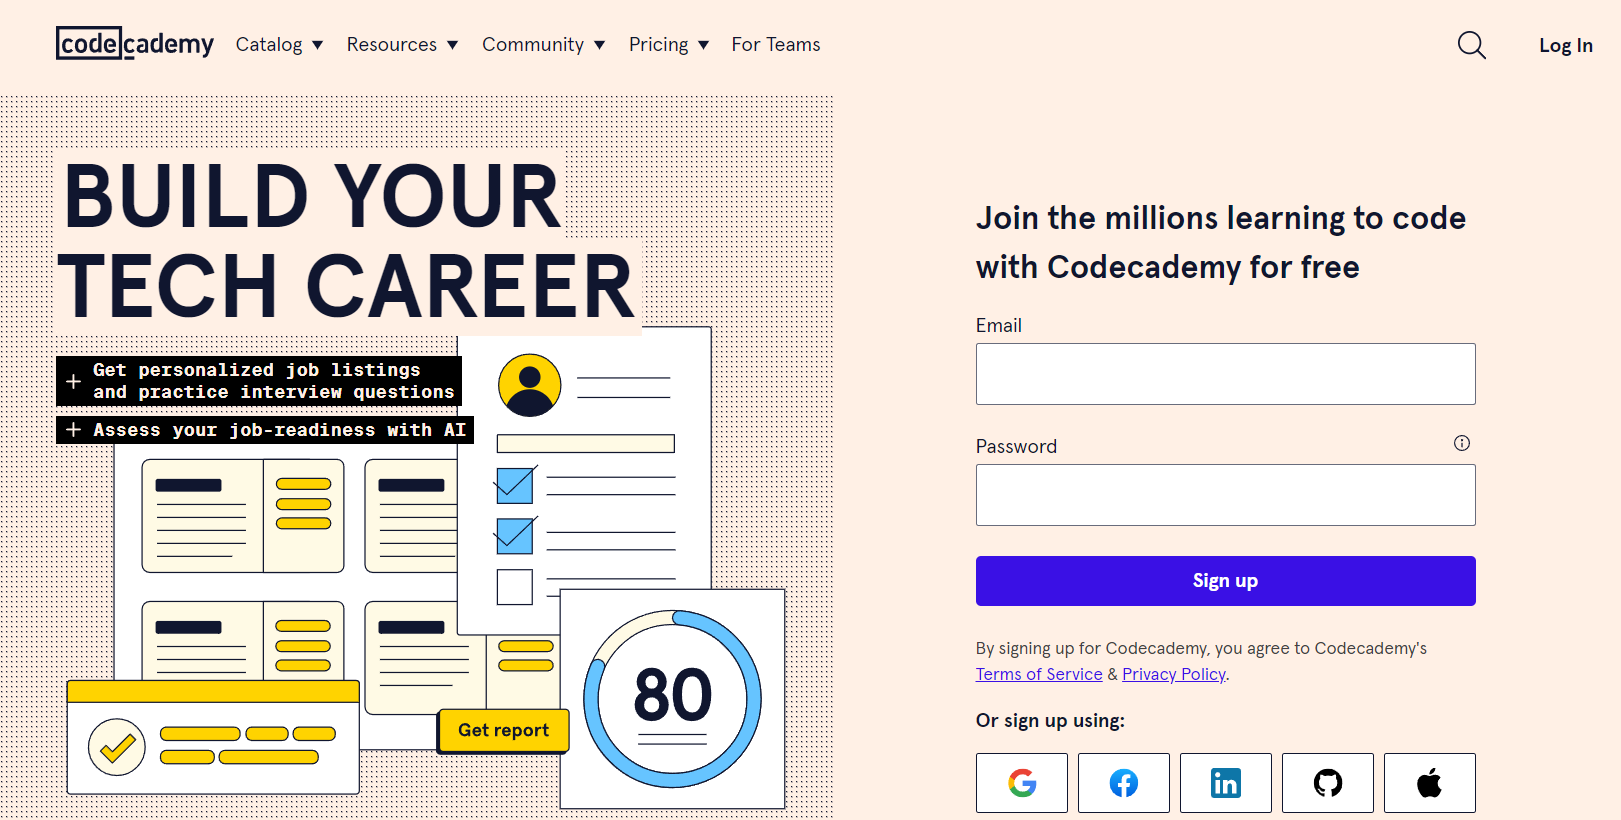 codecademy Catalog Resources Community Pricing For Teams Log In
BUILD YOUR
TECH CAREER
+ Get personalized job listings
and practice interview questions
+ Assess your job-readiness with AI
80
Get report
Join the millions learning to code
with Codecademy for free
Email
Password
Sign up
By signing up for Codecademy, you agree to Codecademy's
Terms of Service & Privacy Policy.
Or sign up using:
in